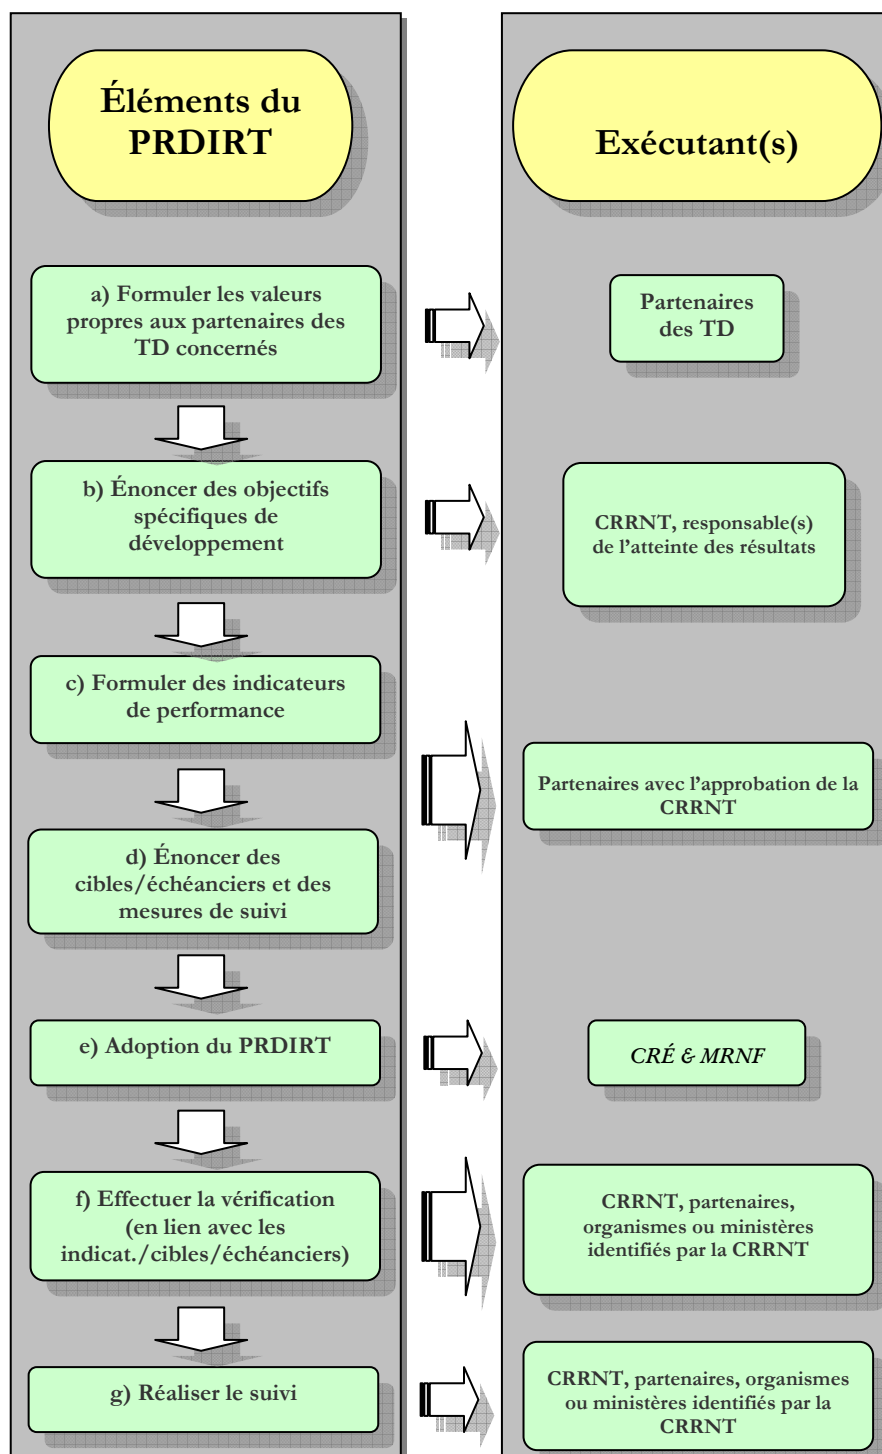 Éléments du
PRDIRT
Exécutant(s)
a) Formuler les valeurs
propres aux partenaires des
TD concernés
Partenaires
des TD
b) Énoncer des objectifs
spécifiques de
développement
CRRNT, responsable(s)
de l’atteinte des résultats
c) Formuler des indicateurs
de performance
Partenaires avec l’approbation de la
CRRNT
d) Énoncer des
cibles/échéanciers et des
mesures de suivi
e) Adoption du PRDIRT
CRÉ & MRNF
f) Effectuer la vérification
(en lien avec les
indicat./cibles/échéanciers)
CRRNT, partenaires,
organismes ou ministères
identifiés par la CRRNT
g) Réaliser le suivi
CRRNT, partenaires, organismes
ou ministères identifiés par la
CRRNT